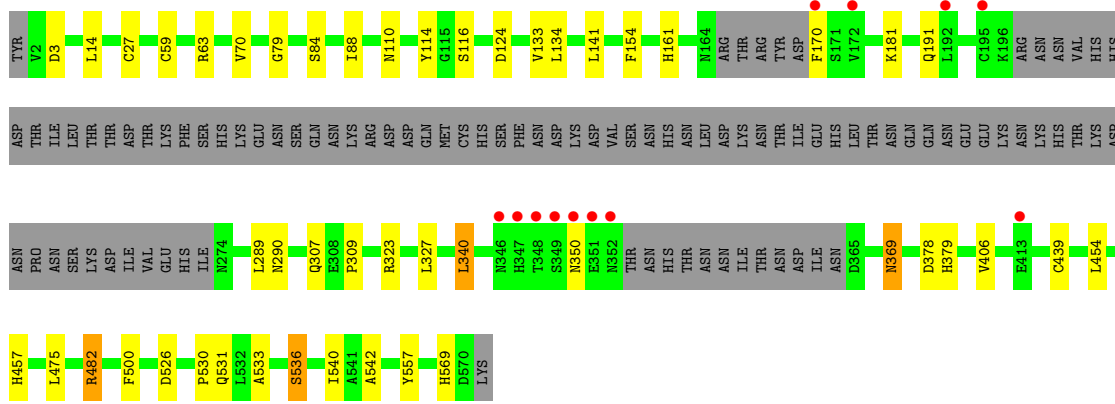 TYR V2 D3 L14 C27 C59 R63 V70 G79 S84 I88 N110 Y114 G115 S116 D124 V133 L134 L141 F154 H161 N164 ARG THR ARG TYR ASP F170 S171 V172 K181 Q191 L192 C195 K196 ARG ASN ASN VAL HIS HIS
ASP THR ILE LEU THR THR ASP THR LYS PHE SER HIS LYS GLU ASN SER GLN ASN LYS ARG ASP ASP GLN MET CYS HIS SER PHE ASN ASP LYS ASP VAL SER ASN HIS ASN LEU ASP LYS ASN THR ILE GLU HIS LEU THR ASN GLN GLN ASN GLU GLU LYS ASN LYS HIS THR LYS ASP
ASN PRO ASN SER LYS ASP ILE VAL GLU HIS ILE N274 L289 N290 Q307 E308 P309 R323 L327 L340 N346 H347 T348 S349 N350 E351 N352 THR ASN HIS THR ASN ASN ILE THR ASN ASP ILE ASN D365 N369 D378 H379 V406 E413 C439 L454
H457 L475 R482 F500 D526 P530 Q531 L532 A533 S536 I540 A541 A542 Y557 H569 D570 LYS